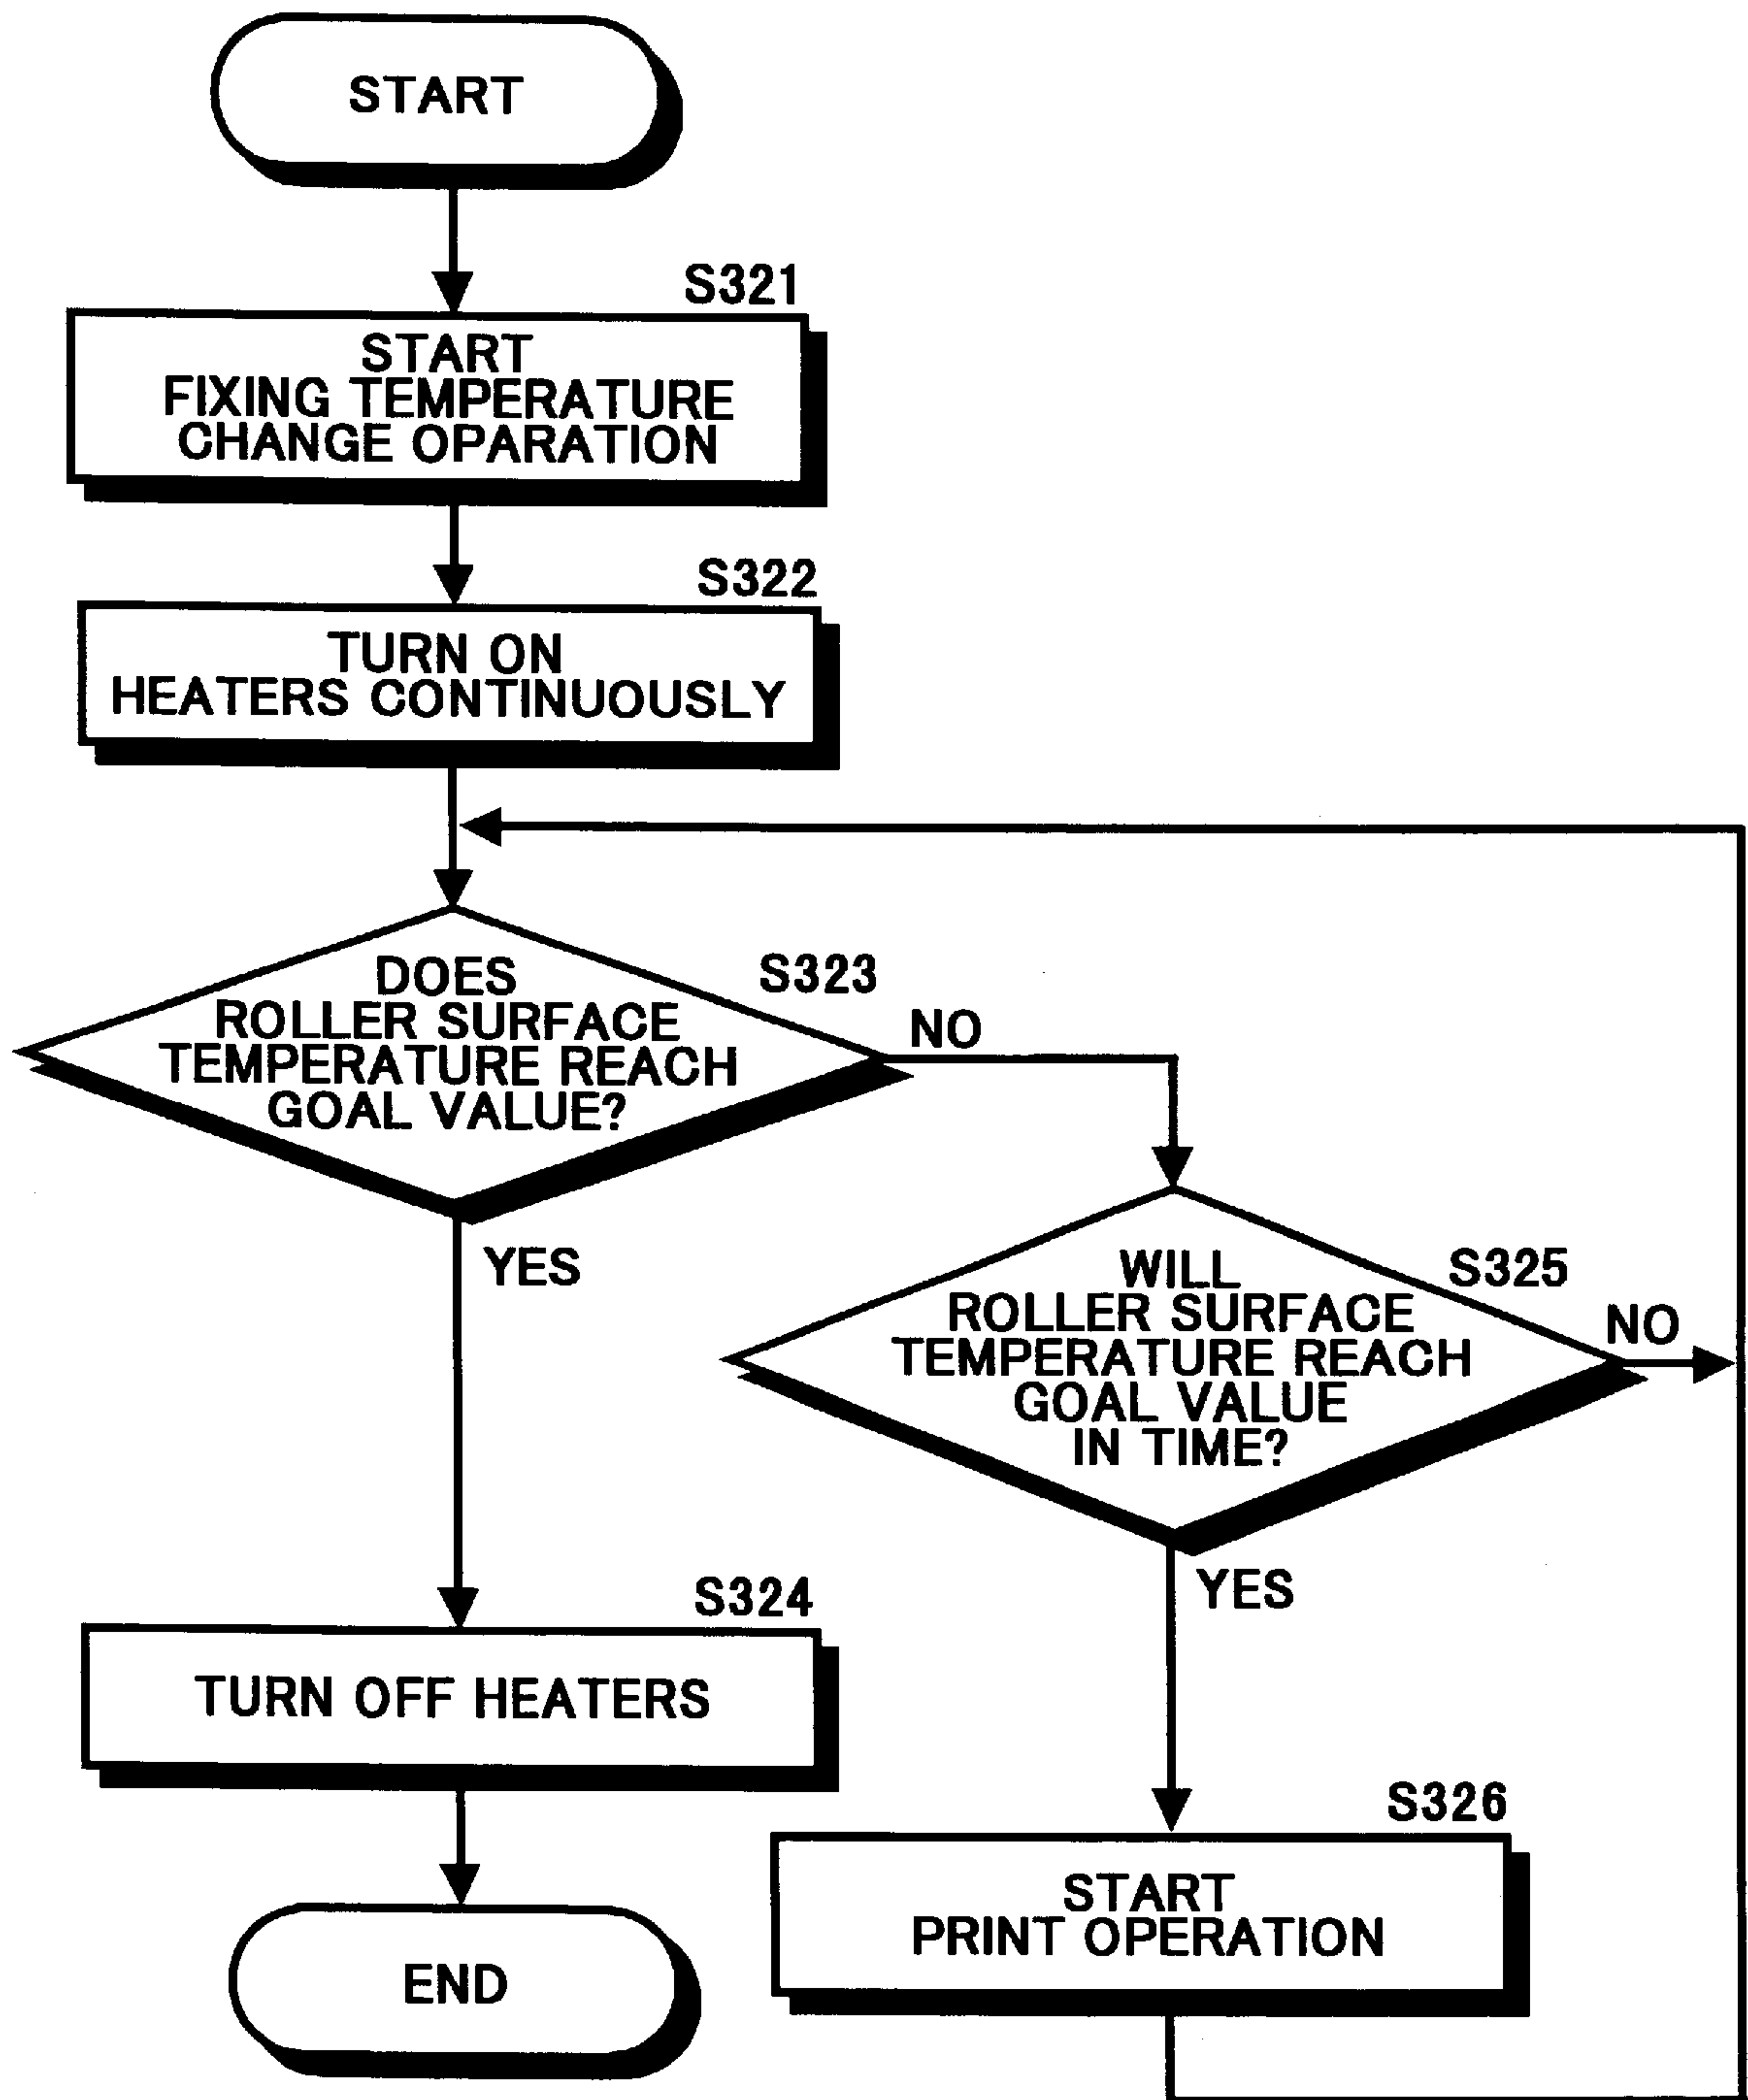 START
S321
START
FIXING TEMPERATURE
CHANGE OPARATION
S322
TURN ON
HEATERS CONTINUOUSLY
S323
DOES
ROLLER SURFACE
TEMPERATURE REACH
GOAL VALUE?
NO
YES
S325
WILL
ROLLER SURFACE
TEMPERATURE REACH
GOAL VALUE
IN TIME?
NO
YES
S324
TURN OFF HEATERS
S326
START
PRINT OPERATION
END